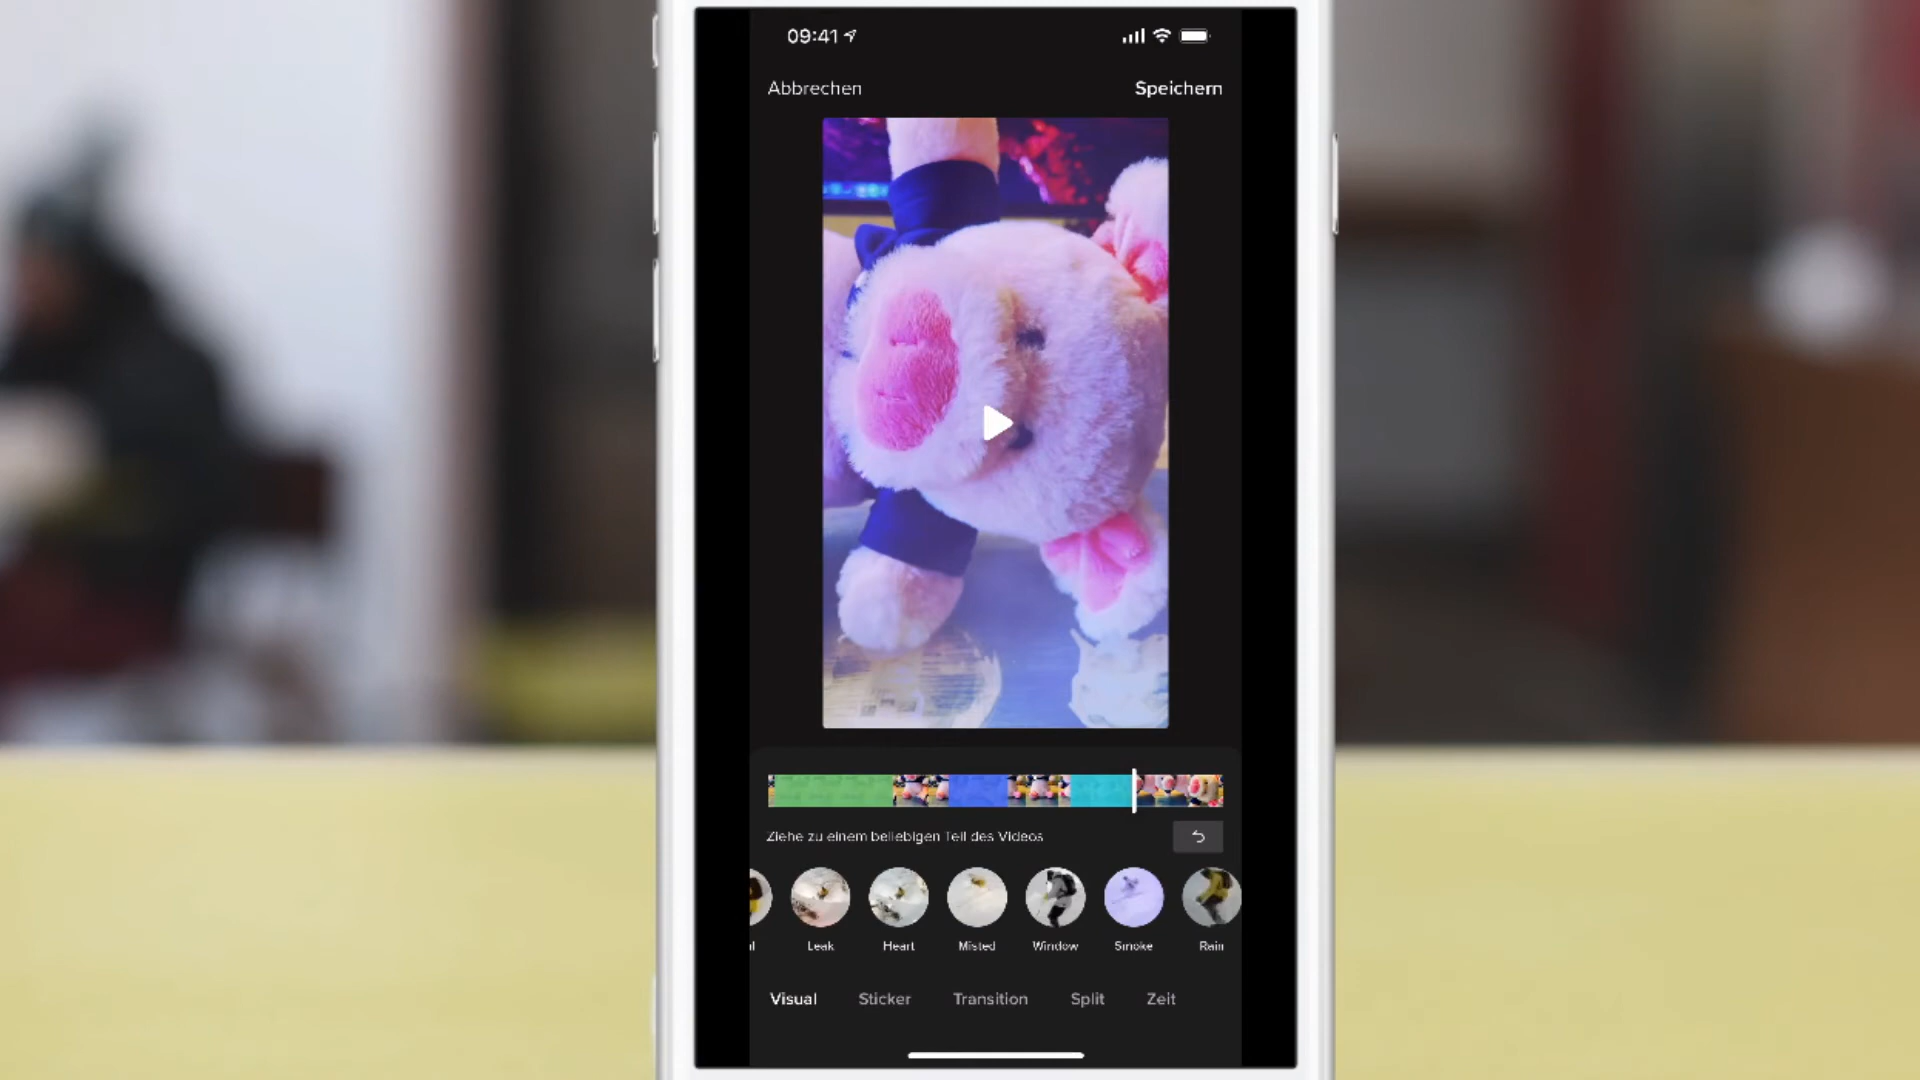 09:41
Abbrechen
Speichern
Ziehe zu einem beliebigen Teil des Videos
Leak
Heart
Misted
Window
Smoke
Rain
Visual
Sticker
Transition
Split
Zeit